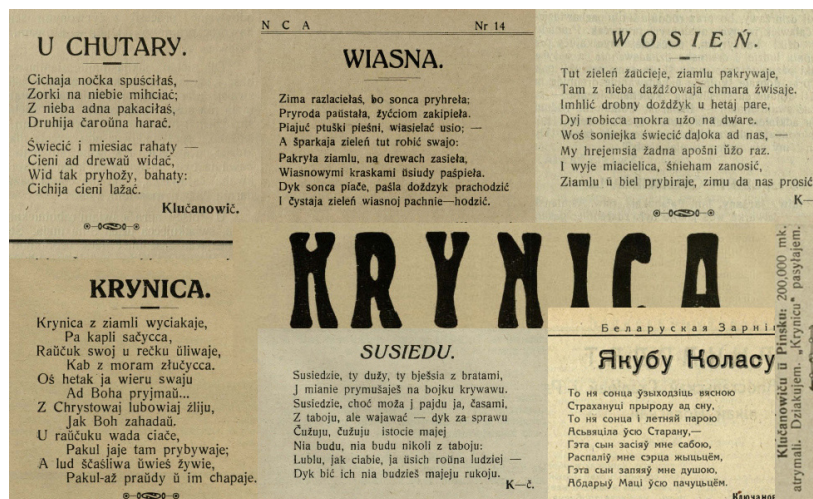 U CHUTARY.
Cichaja nočka spuściłaś, —
Zorki na niebie mihciać;
Z nieba adna pakaciłaś,
Druhija čaroŭna harać.
Świecić i miesiac rahaty —
Cieni ad drewaŭ widać,
Wid tak pryhoży, bahaty:
Cichija cieni lažać.
Klučanowič.
N C A
Nr 14
WIASNA.
Zima razlaciełaś, bo sonca pryhreła;
Pryroda paŭstała, žyćciom zakipieła.
Piajuć ptuški pieśni, wiasielać usio; —
A šparkaja zieleń tut robić swajo:
Pakryła ziamlu, na drewach zasieła,
Wiasnowymi kraskami ŭsiudy paśpieła.
Dyk sonca piače, paśla doždzyk prachodzić
I čystaja zieleń wiasnoj pachnie—hodzić.
WOSIEŃ.
Tut zieleń žaŭcieje, ziamlu pakrywaje,
Tam z nieba daždžowaja chmara źwisaje.
Imhlić drobny doždžyk u hetaj pare,
Dyj robicca mokra užo na dware.
Woś soniejka świecić daloka ad nas, —
My hrejemsia žadna apošni ŭžo raz.
I wyje miacielica, śnieham zanosić,
Ziamlu ŭ biel prybiraje, zimu da nas prosić
K—
KRYNICA.
Krynica z ziamli wyciakaje,
Pa kapli sačycca,
Raŭčuk swoj u rečku ŭliwaje,
Kab z moram złučycca.
Oś hetak ja wieru swaju
Ad Boha pryjmaŭ...
Z Chrystowaj lubowiaj źliju,
Jak Boh zahadaŭ.
U raŭčuku wada ciače,
Pakul jaje tam prybywaje;
A lud ščaśliwa ŭwieś žywie,
Pakul-až praŭdy ŭ im chapaje.
KRYNICA
SUSIEDU.
Susiedzie, ty duży, ty bješsia z bratami,
J mianie prymušaješ na bojku krywawu.
Susiedzie, choć moža j pajdu ja, časami,
Z taboju, ale wajawać — dyk za sprawu
Čužuju, čužuju istocie majej
Nia budu, nia budu nikoli z taboju:
Lublu, jak ciabie, ja ŭsich roŭna ludziej —
Dyk bić ich nia budzieš majeju rukoju.
K—č.
Беларуская Зарні
Якубу Коласу
То ня сонца ўзыходзіць вясною
Страхануці прыроду ад сну,
То ня сонца і летняй парою
Асьвяціла ўсю Старану,—
Гэта сын засіяў мне сабою,
Распаліў мне сэрца жыцьцём,
Гэта сын запяяў мне душою,
Абдарыў Маці ўсю пачуцьцём.
Ключанов
Klučanowiču ŭ Pinsku: 200,000 mk.
atrymali. Dziakujem. „Krynicu“ pasyłajem.